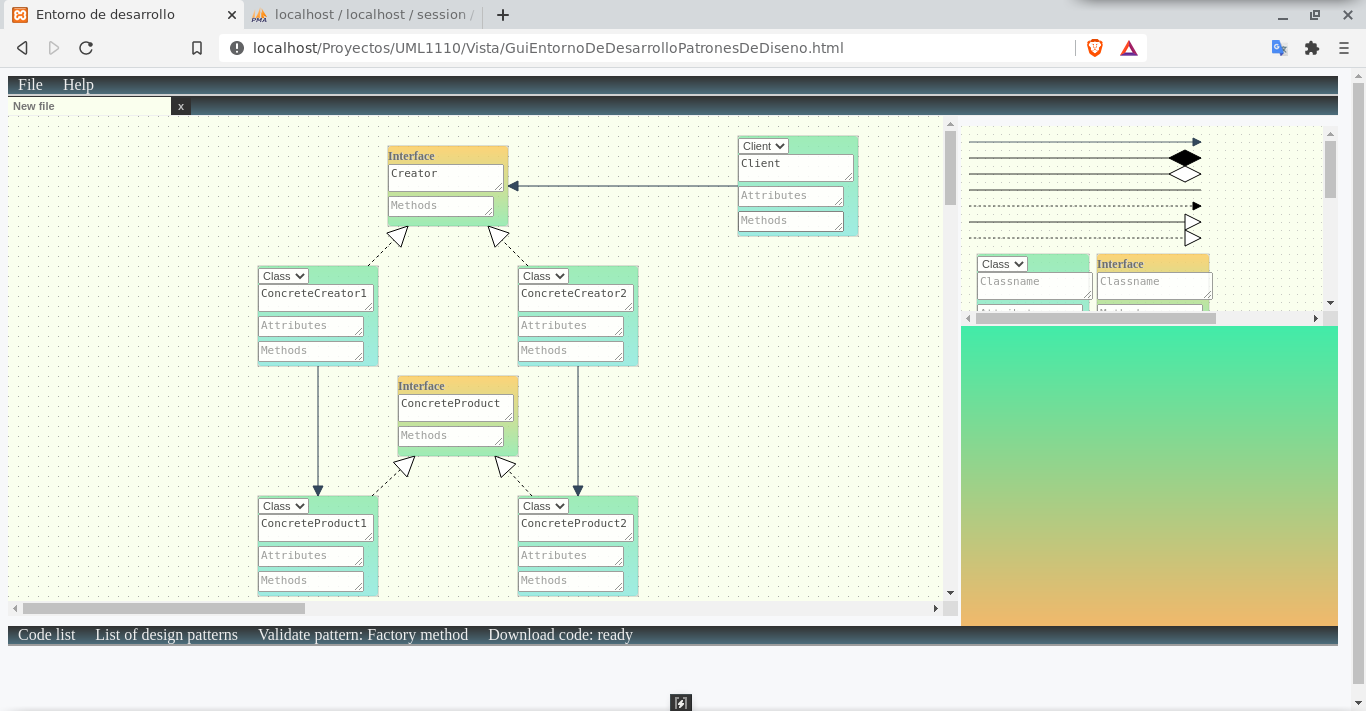 Entorno de desarrollo
localhost / localhost / session /
localhost/Proyectos/UML1110/Vista/GuiEntornoDeDesarrolloPatronesDeDiseno.html
File Help
New file x
Interface
Creator
Methods
Client
Client
Attributes
Methods
Class
ConcreteCreator1
Attributes
Methods
Class
ConcreteCreator2
Attributes
Methods
Interface
ConcreteProduct
Methods
Class
ConcreteProduct1
Attributes
Methods
Class
ConcreteProduct2
Attributes
Methods
Class
Classname
Interface
Classname
Code list List of design patterns Validate pattern: Factory method Download code: ready